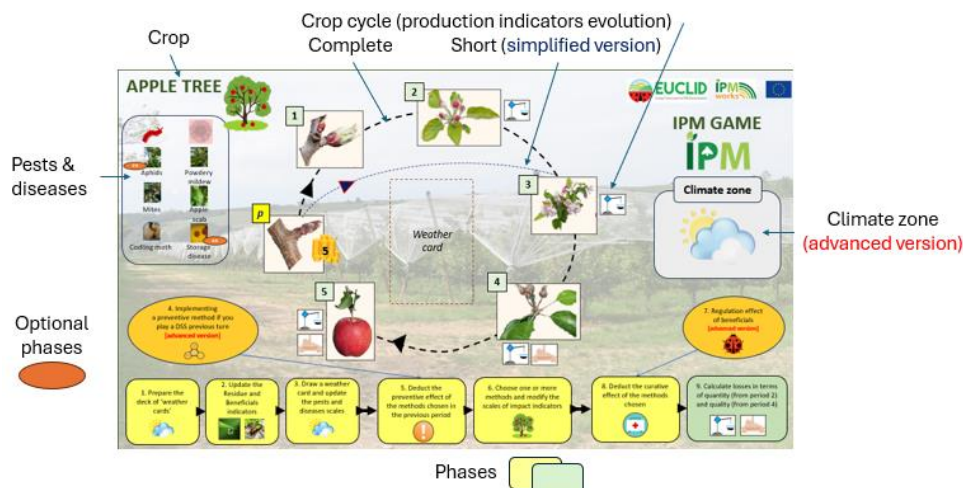 Crop cycle (production indicators evolution)
Crop
Complete
Short (simplified version)
APPLE TREE
EUCLID
IPM
works
IPM GAME
IPM
Climate zone
1
2
3
4
5
P
5
Weather
card
Pests &
diseases
Aphids
Powdery
mildew
Mites
Apple
scab
Codling moth
Storage
disease
Climate zone
(advanced version)
Optional
phases
4. Implementing
a preventive method if you
play a DSS previous turn
[advanced version]
7. Regulation effect
of beneficials
[advanced version]
1. Prepare the
deck of 'weather
cards'
2. Update the
Residue and
Beneficials
indicators
3. Draw a weather
card and update
the pests and
diseases scales
5. Deduct the
preventive effect
of the methods chosen
in the previous period
6. Choose one or more
methods and modify the
scales of impact indicators
8. Deduct the curative
effect of the methods
chosen
9. Calculate losses in terms
of quantity (from period 2)
and quality (from period 4)
Phases